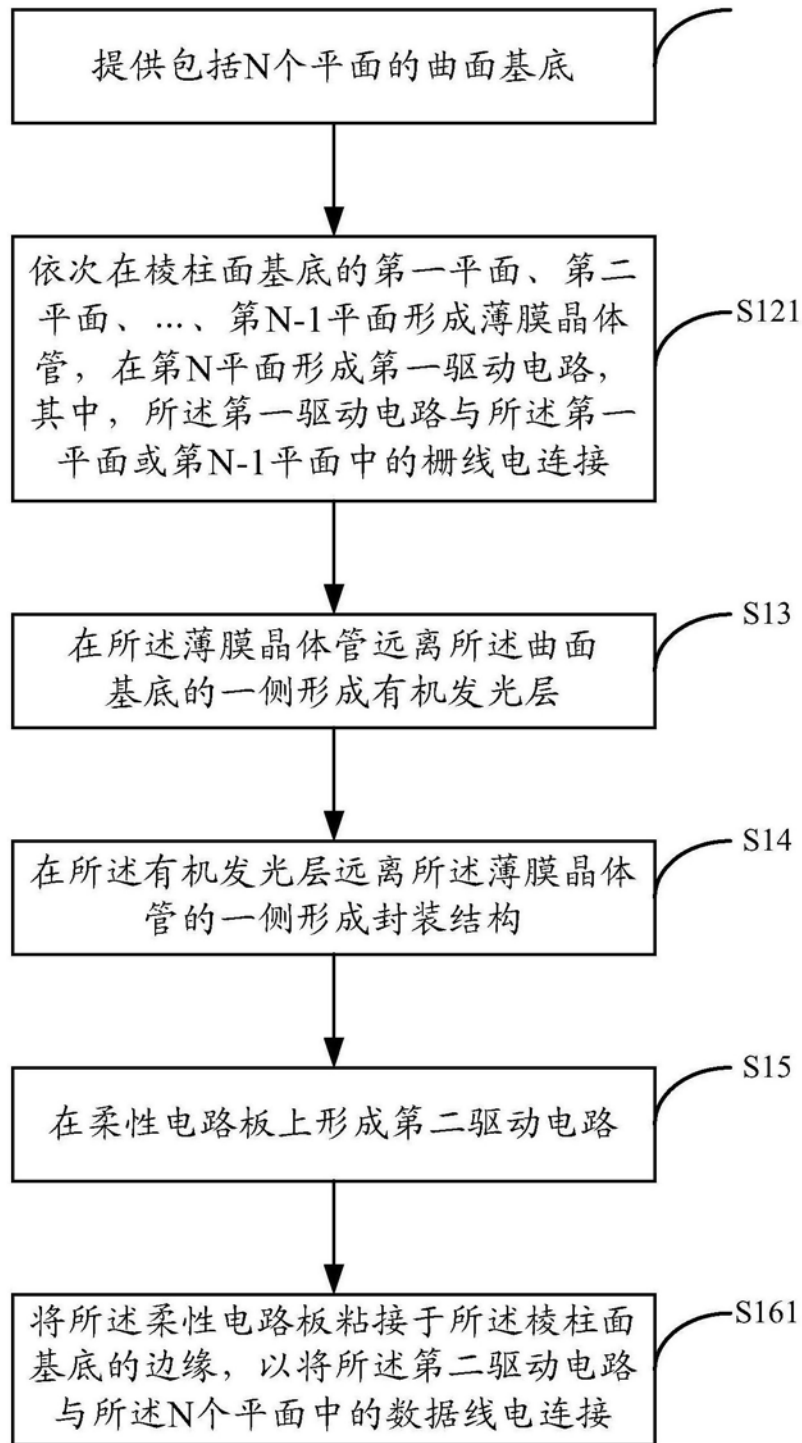 提供包括N个平面的曲面基底
依次在棱柱面基底的第一平面、第二
平面、...、第N-1平面形成薄膜晶体
管，在第N平面形成第一驱动电路，
其中，所述第一驱动电路与所述第一
平面或第N-1平面中的栅线电连接
S121
在所述薄膜晶体管远离所述曲面
基底的一侧形成有机发光层
S13
在所述有机发光层远离所述薄膜晶体
管的一侧形成封装结构
S14
在柔性电路板上形成第二驱动电路
S15
将所述柔性电路板粘接于所述棱柱面
基底的边缘，以将所述第二驱动电路
与所述N个平面中的数据线电连接
S161